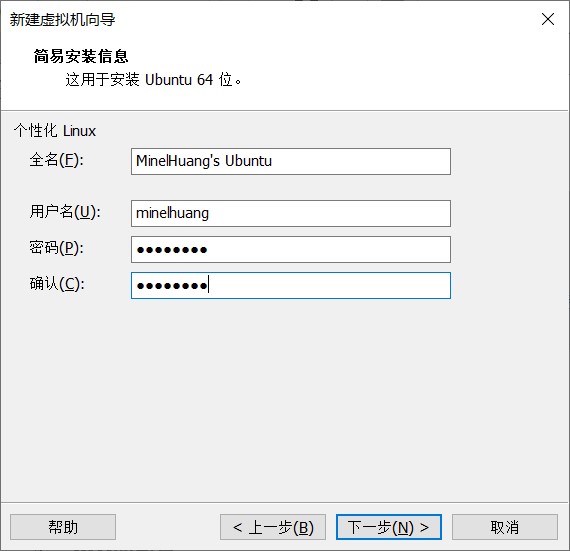 新建虚拟机向导
简易安装信息
这用于安装 Ubuntu 64 位。
个性化 Linux
全名(F): MinelHuang's Ubuntu
用户名(U): minelhuang
密码(P): ●●●●●●●●
确认(C): ●●●●●●●●
帮助 < 上一步(B) 下一步(N) > 取消